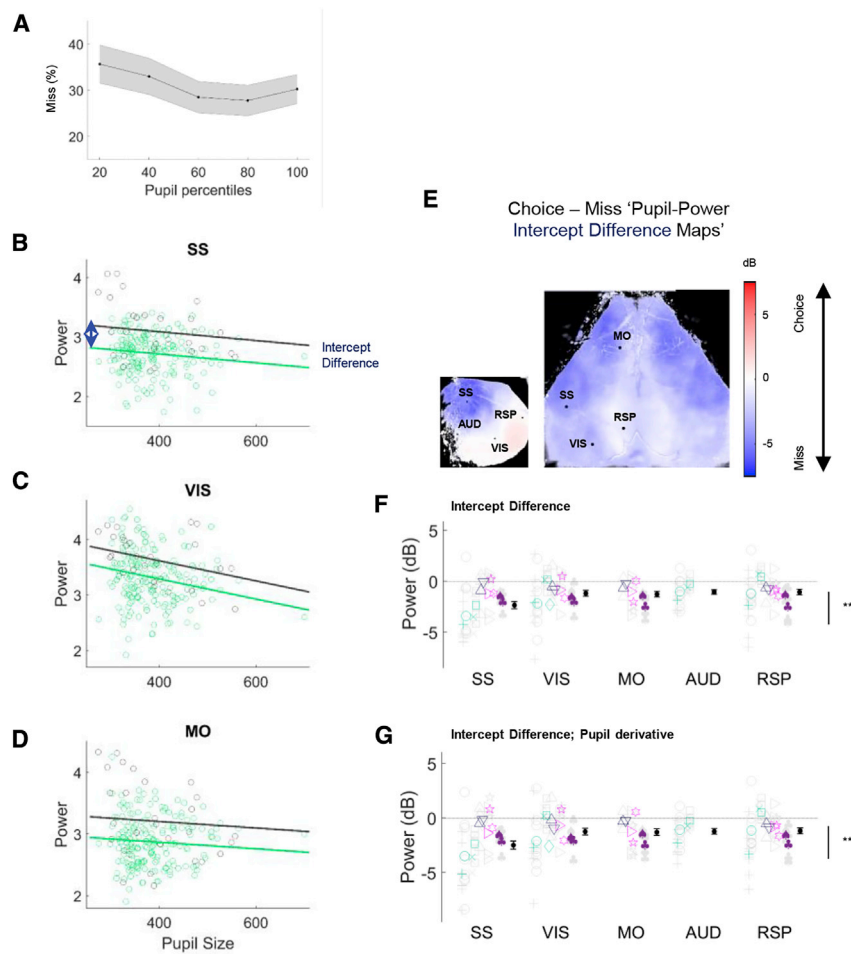 A
Miss (%)
40
30
20
20 40 60 80 100
Pupil percentiles
B
SS
Power
4
3
2
400 600
Intercept
Difference
C
VIS
Power
4
3
2
400 600
D
MO
Power
4
3
2
400 600
Pupil Size
E
Choice – Miss ‘Pupil-Power
Intercept Difference Maps’
dB
5
0
-5
Choice
Miss
MO
SS
RSP
VIS
SS
RSP
AUD
VIS
F
Intercept Difference
Power (dB)
5
0
-5
SS VIS MO AUD RSP
**
G
Intercept Difference; Pupil derivative
Power (dB)
5
0
-5
SS VIS MO AUD RSP
**